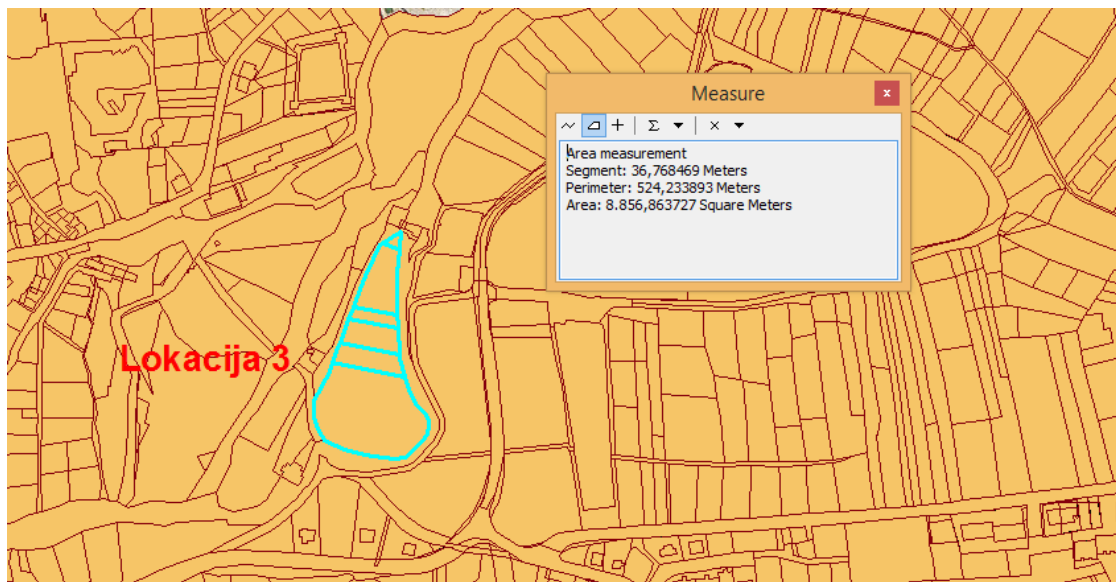 Measure
Area measurement
Segment: 36,768469 Meters
Perimeter: 524,233893 Meters
Area: 8.856,863727 Square Meters
Lokacija 3